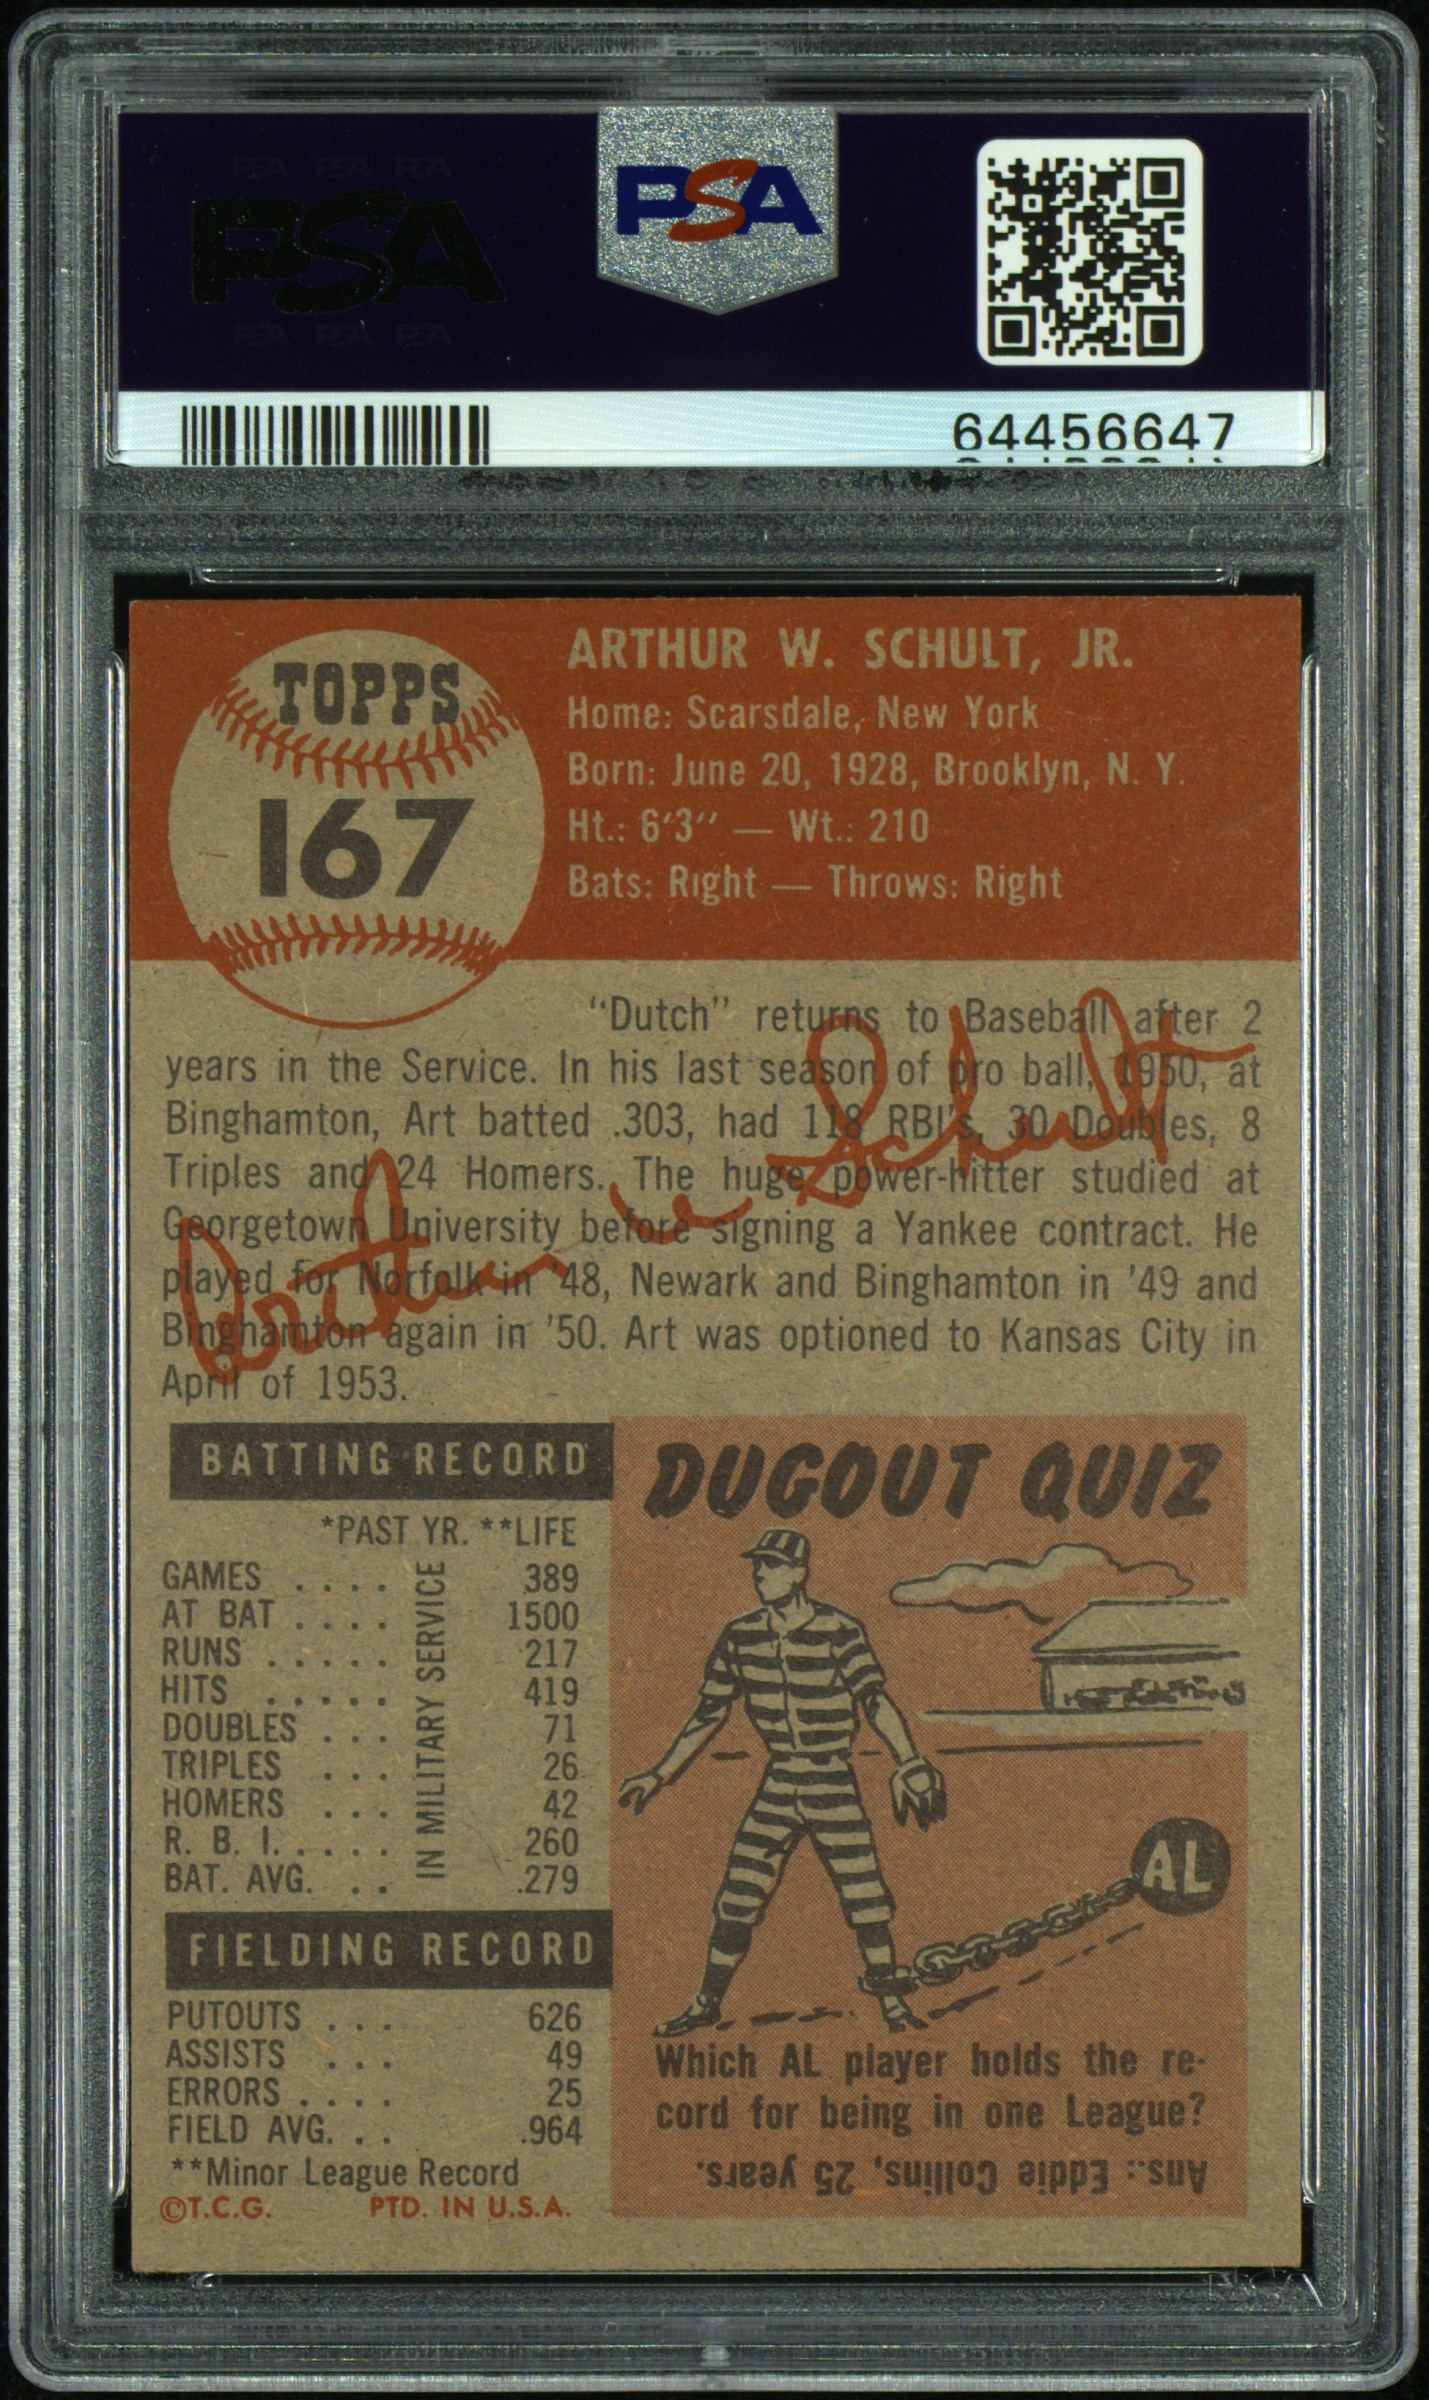 PSA PSA PSA
PSA
PSA PSA PSA
PSA
64456647
TOPPS
167
ARTHUR W. SCHULT, JR.
Home: Scarsdale, New York
Born: June 20, 1928, Brooklyn, N. Y.
Ht.: 6'3" — Wt.: 210
Bats: Right — Throws: Right
"Dutch" returns to Baseball after 2
years in the Service. In his last season of pro ball, 1950, at
Binghamton, Art batted .303, had 118 RBI's, 30 Doubles, 8
Triples and 24 Homers. The huge power-hitter studied at
Georgetown University before signing a Yankee contract. He
played for Norfolk in '48, Newark and Binghamton in '49 and
Binghamton again in '50. Art was optioned to Kansas City in
April of 1953.
Arthur W Schult
BATTING RECORD
*PAST YR. **LIFE
IN MILITARY SERVICE
GAMES . . . . 389
AT BAT . . . . 1500
RUNS . . . . . 217
HITS . . . . . 419
DOUBLES . . . 71
TRIPLES . . . 26
HOMERS . . . 42
R. B. I. . . . . 260
BAT. AVG. . . . .279
FIELDING RECORD
PUTOUTS . . . 626
ASSISTS . . . 49
ERRORS . . . . 25
FIELD AVG. . . . .964
**Minor League Record
©T.C.G. PTD. IN U.S.A.
DUGOUT QUIZ
AL
Which AL player holds the re-
cord for being in one League?
Ans.: Eddie Collins, 25 years.